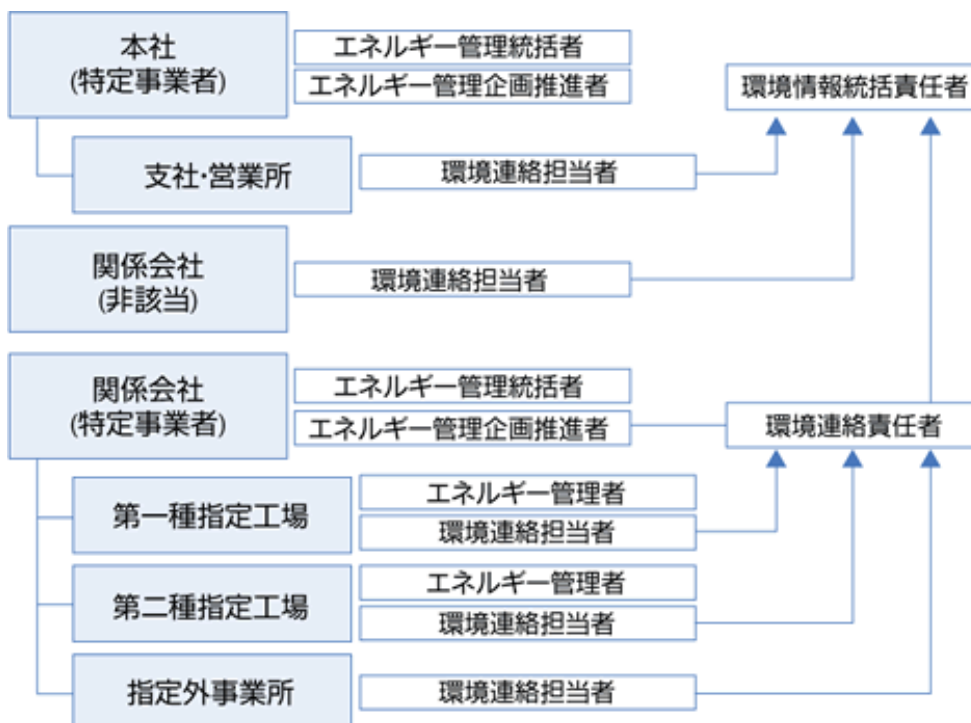 本社
(特定事業者)
エネルギー管理統括者
エネルギー管理企画推進者
環境情報統括責任者
支社・営業所
環境連絡担当者
関係会社
(非該当)
環境連絡担当者
関係会社
(特定事業者)
エネルギー管理統括者
エネルギー管理企画推進者
環境連絡責任者
第一種指定工場
エネルギー管理者
環境連絡担当者
第二種指定工場
エネルギー管理者
環境連絡担当者
指定外事業所
環境連絡担当者